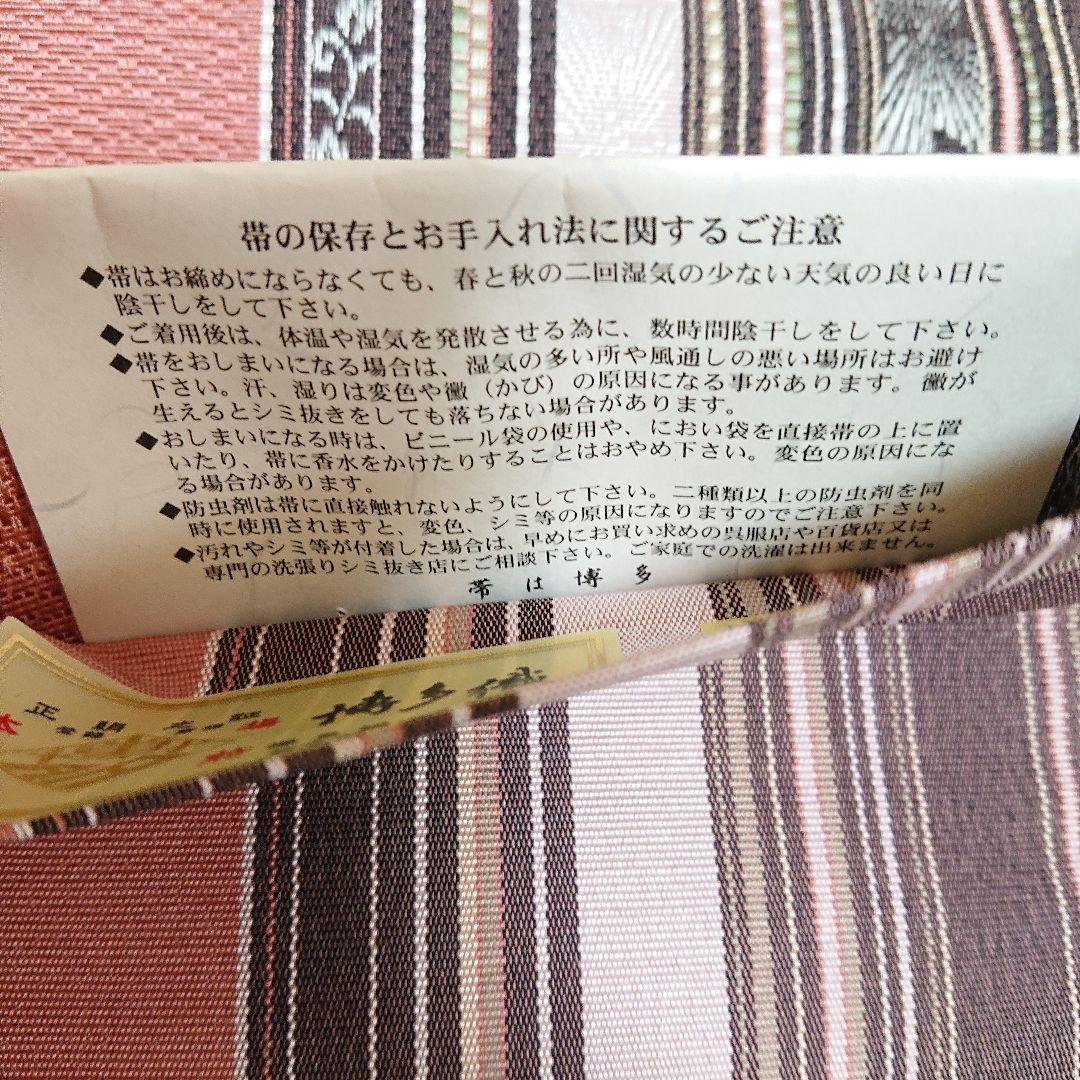 帯の保存とお手入れ法に関するご注意
◆帯はお締めにならなくても、春と秋の二回湿気の少ない天気の良い日に
陰干しをして下さい。
◆ご着用後は、体温や湿気を発散させる為に、数時間陰干しをして下さい。
◆帯をおしまいになる場合は、湿気の多い所や風通しの悪い場所はお避け
下さい。汗、湿りは変色や黴（かび）の原因になる事があります。黴が
生えるとシミ抜きをしても落ちない場合があります。
◆おしまいになる時は、ビニール袋の使用や、におい袋を直接帯の上に置
いたり、帯に香水をかけたりすることはおやめ下さい。変色の原因にな
る場合があります。
◆防虫剤は帯に直接触れないようにして下さい。二種類以上の防虫剤を同
時に使用されますと、変色、シミ等の原因になりますのでご注意下さい。
◆汚れやシミ等が付着した場合は、早めにお買い求めの呉服店や百貨店又は
専門の洗張りシミ抜き店にご相談下さい。ご家庭での洗濯は出来ません。
帯は博多
正調
本
博多織